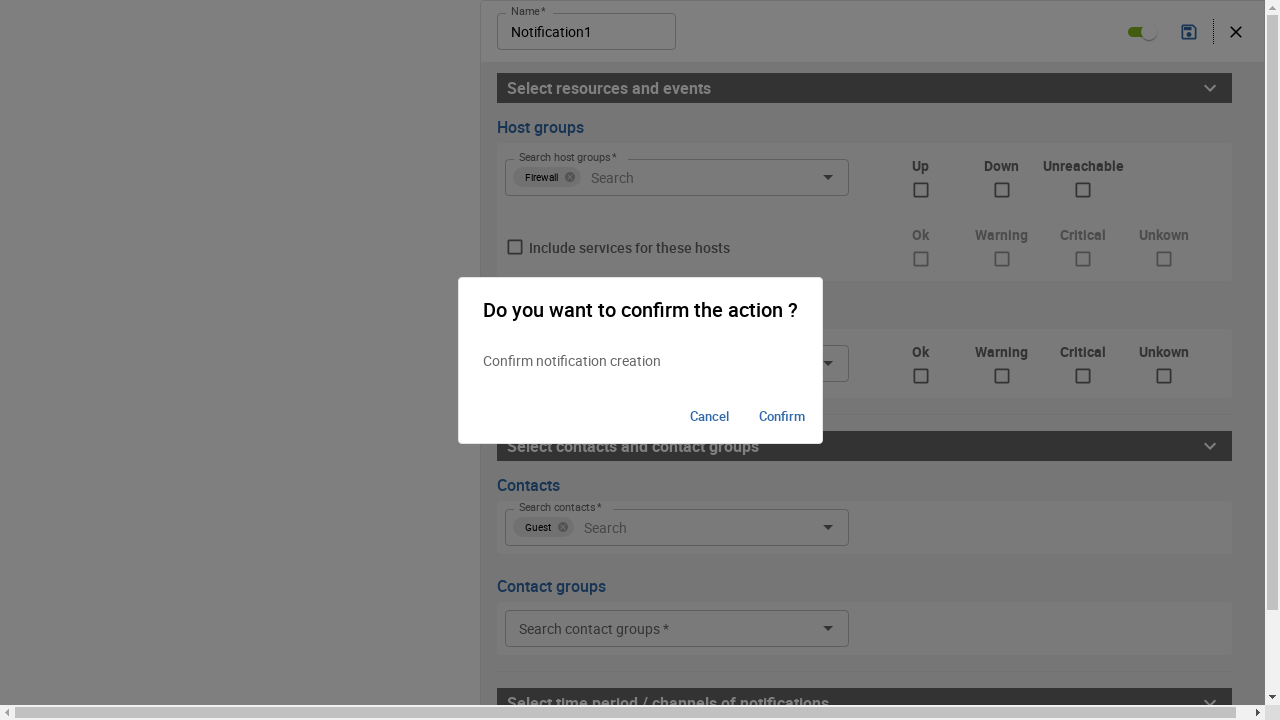 Name *
Notification1
Select resources and events
Host groups
Search host groups *
Firewall
Search
Up
Down
Unreachable
Include services for these hosts
Ok
Warning
Critical
Unkown
Do you want to confirm the action ?
Confirm notification creation
Cancel
Confirm
Ok
Warning
Critical
Unkown
Select contacts and contact groups
Contacts
Search contacts *
Guest
Search
Contact groups
Search contact groups *
Select time period / channels of notifications